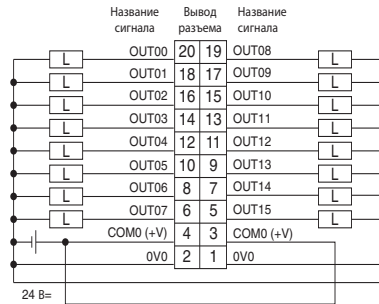 Название сигнала Вывод разъема Название сигнала
OUT00 20 19 OUT08
L L
OUT01 18 17 OUT09
L L
OUT02 16 15 OUT10
L L
OUT03 14 13 OUT11
L L
OUT04 12 11 OUT12
L L
OUT05 10 9 OUT13
L L
OUT06 8 7 OUT14
L L
OUT07 6 5 OUT15
L L
COM0 (+V) 4 3 COM0 (+V)
0V0 2 1 0V0
24 В=